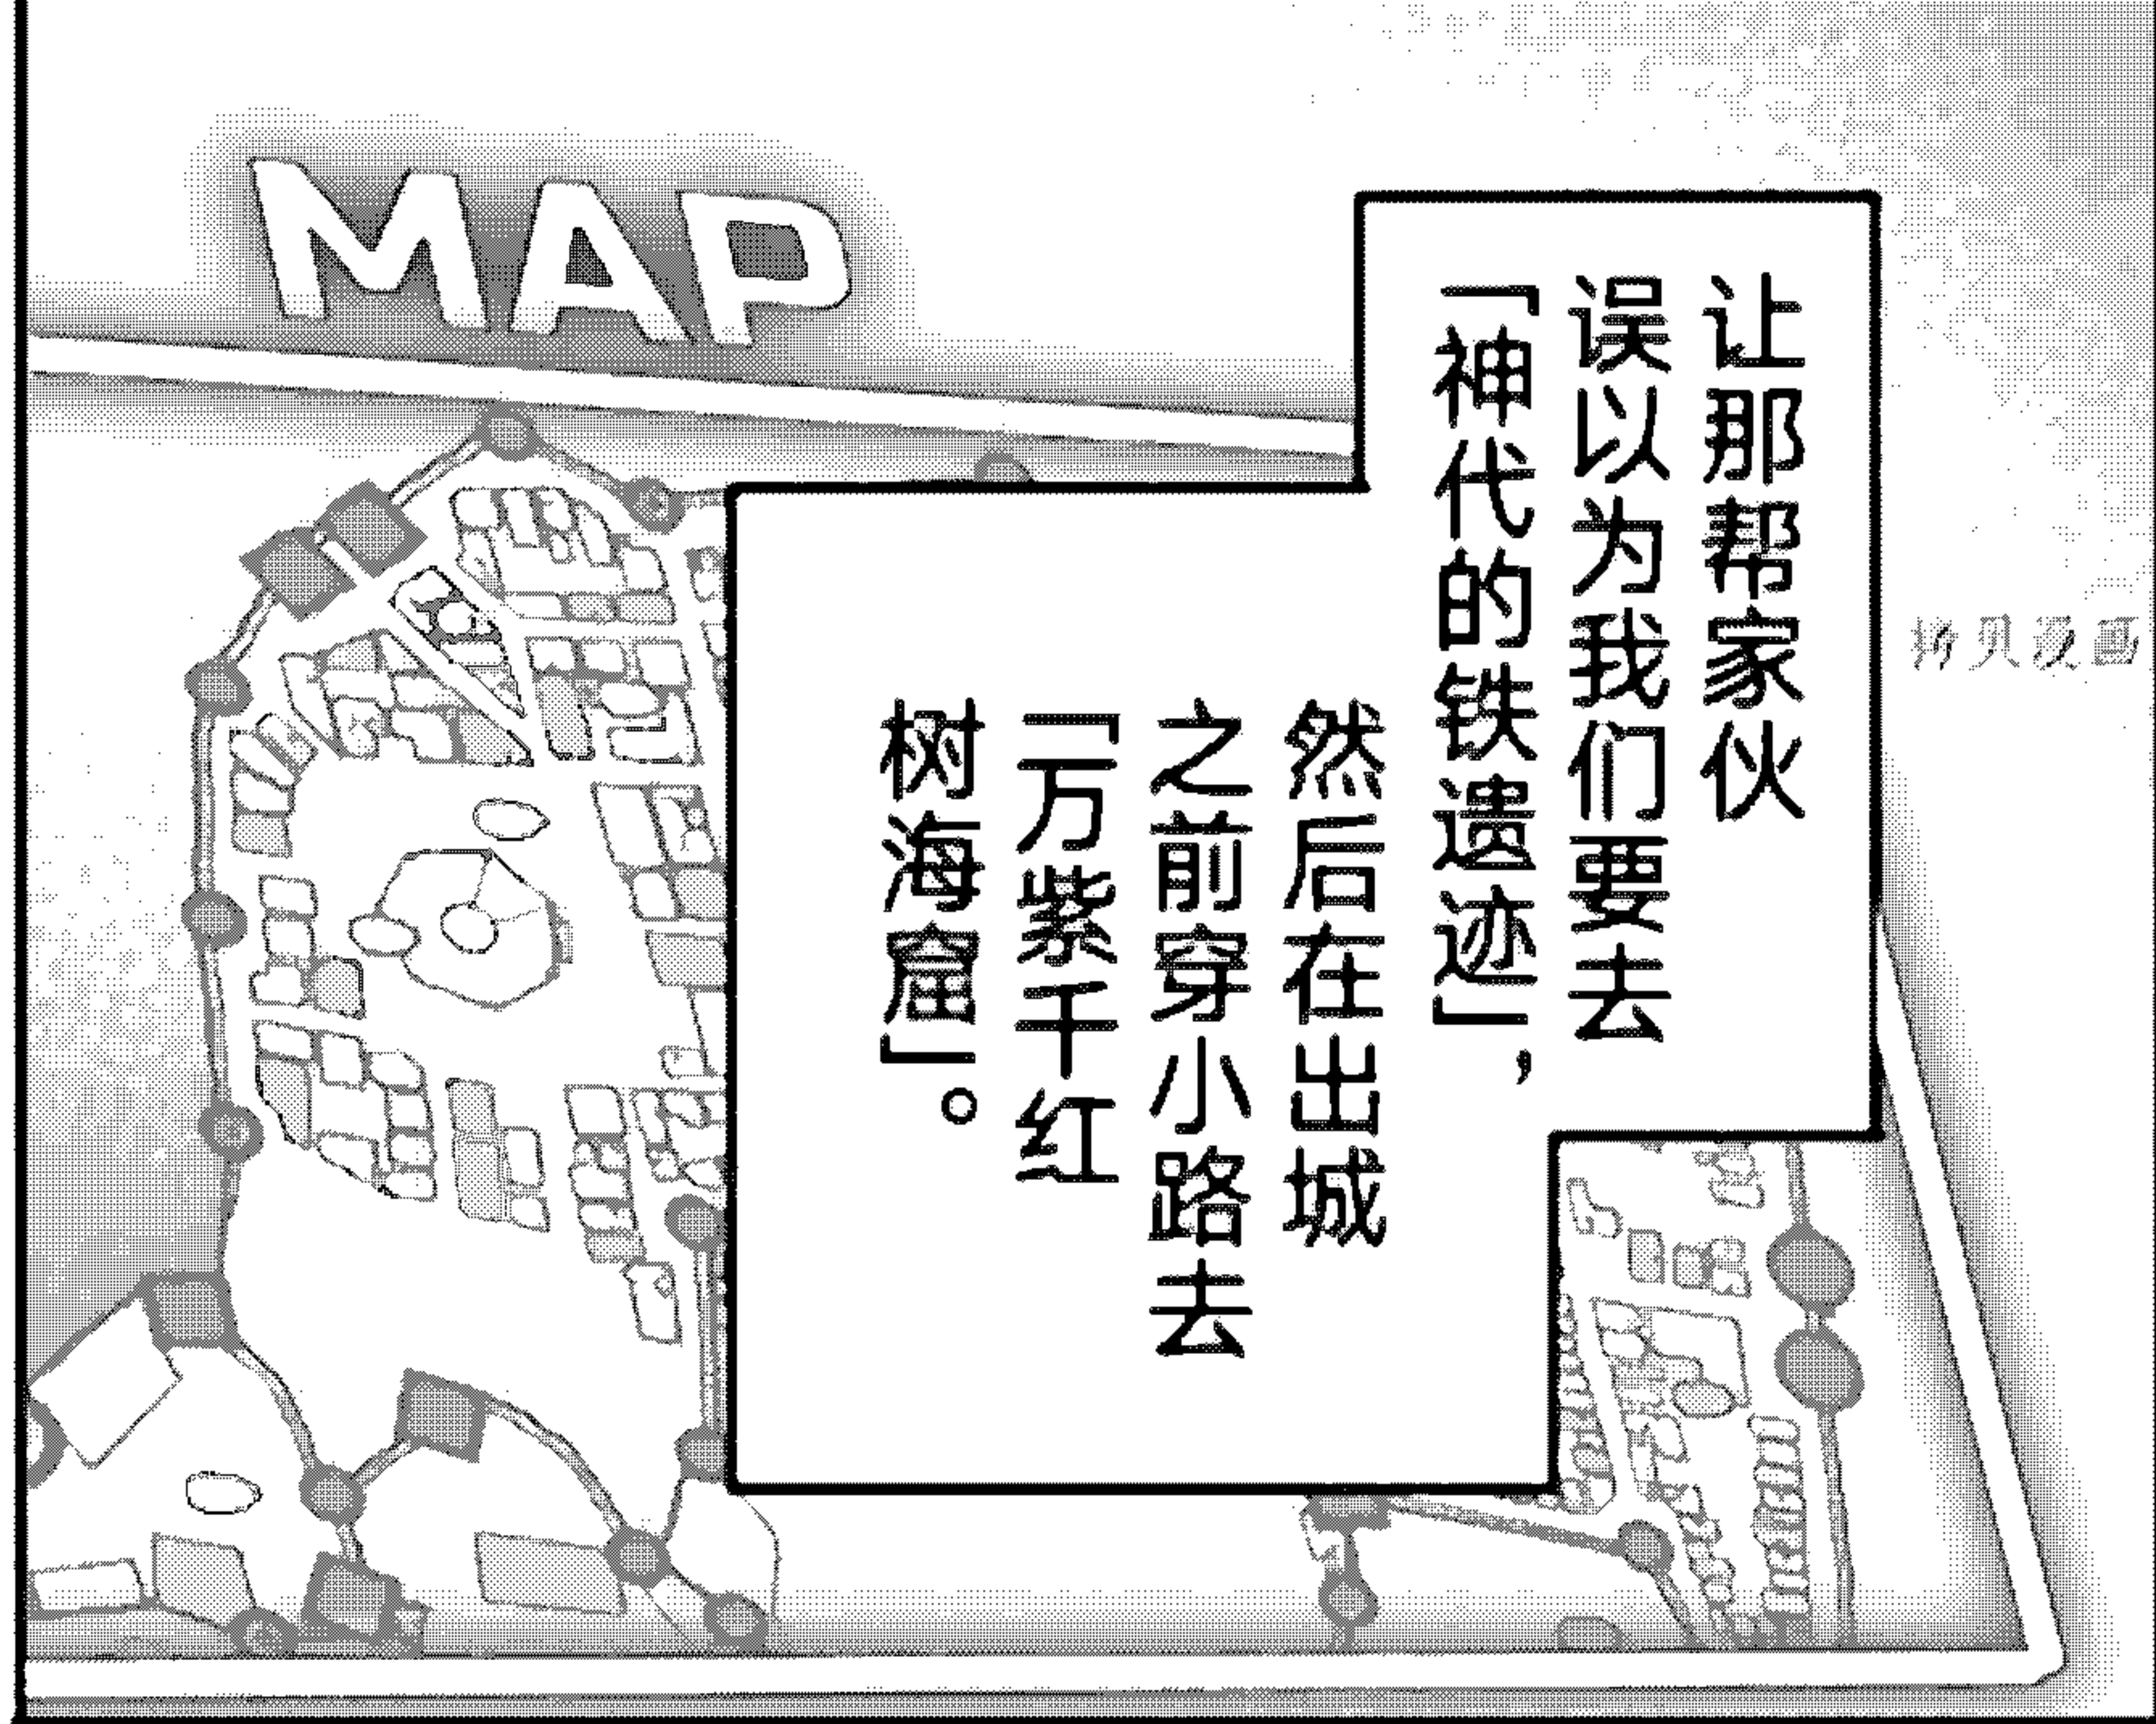 MAP
让那帮家伙
误以为我们要去
「神代的铁遗迹」，
然后在出城
之前穿小路去
「万紫千红
树海窟」。
拷贝漫画